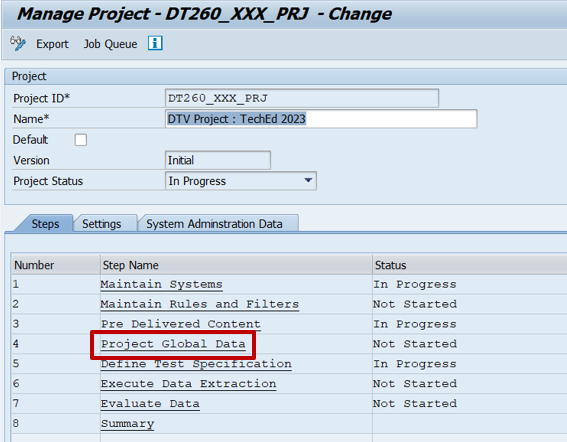 Manage Project - DT260_XXX_PRJ - Change
Export Job Queue
Project
Project ID* DT260_XXX_PRJ
Name* DTV Project : TechEd 2023
Default
Version Initial
Project Status In Progress
Steps Settings System Adminstration Data
Number Step Name Status
1 Maintain Systems In Progress
2 Maintain Rules and Filters Not Started
3 Pre Delivered Content In Progress
4 Project Global Data Not Started
5 Define Test Specification In Progress
6 Execute Data Extraction Not Started
7 Evaluate Data Not Started
8 Summary